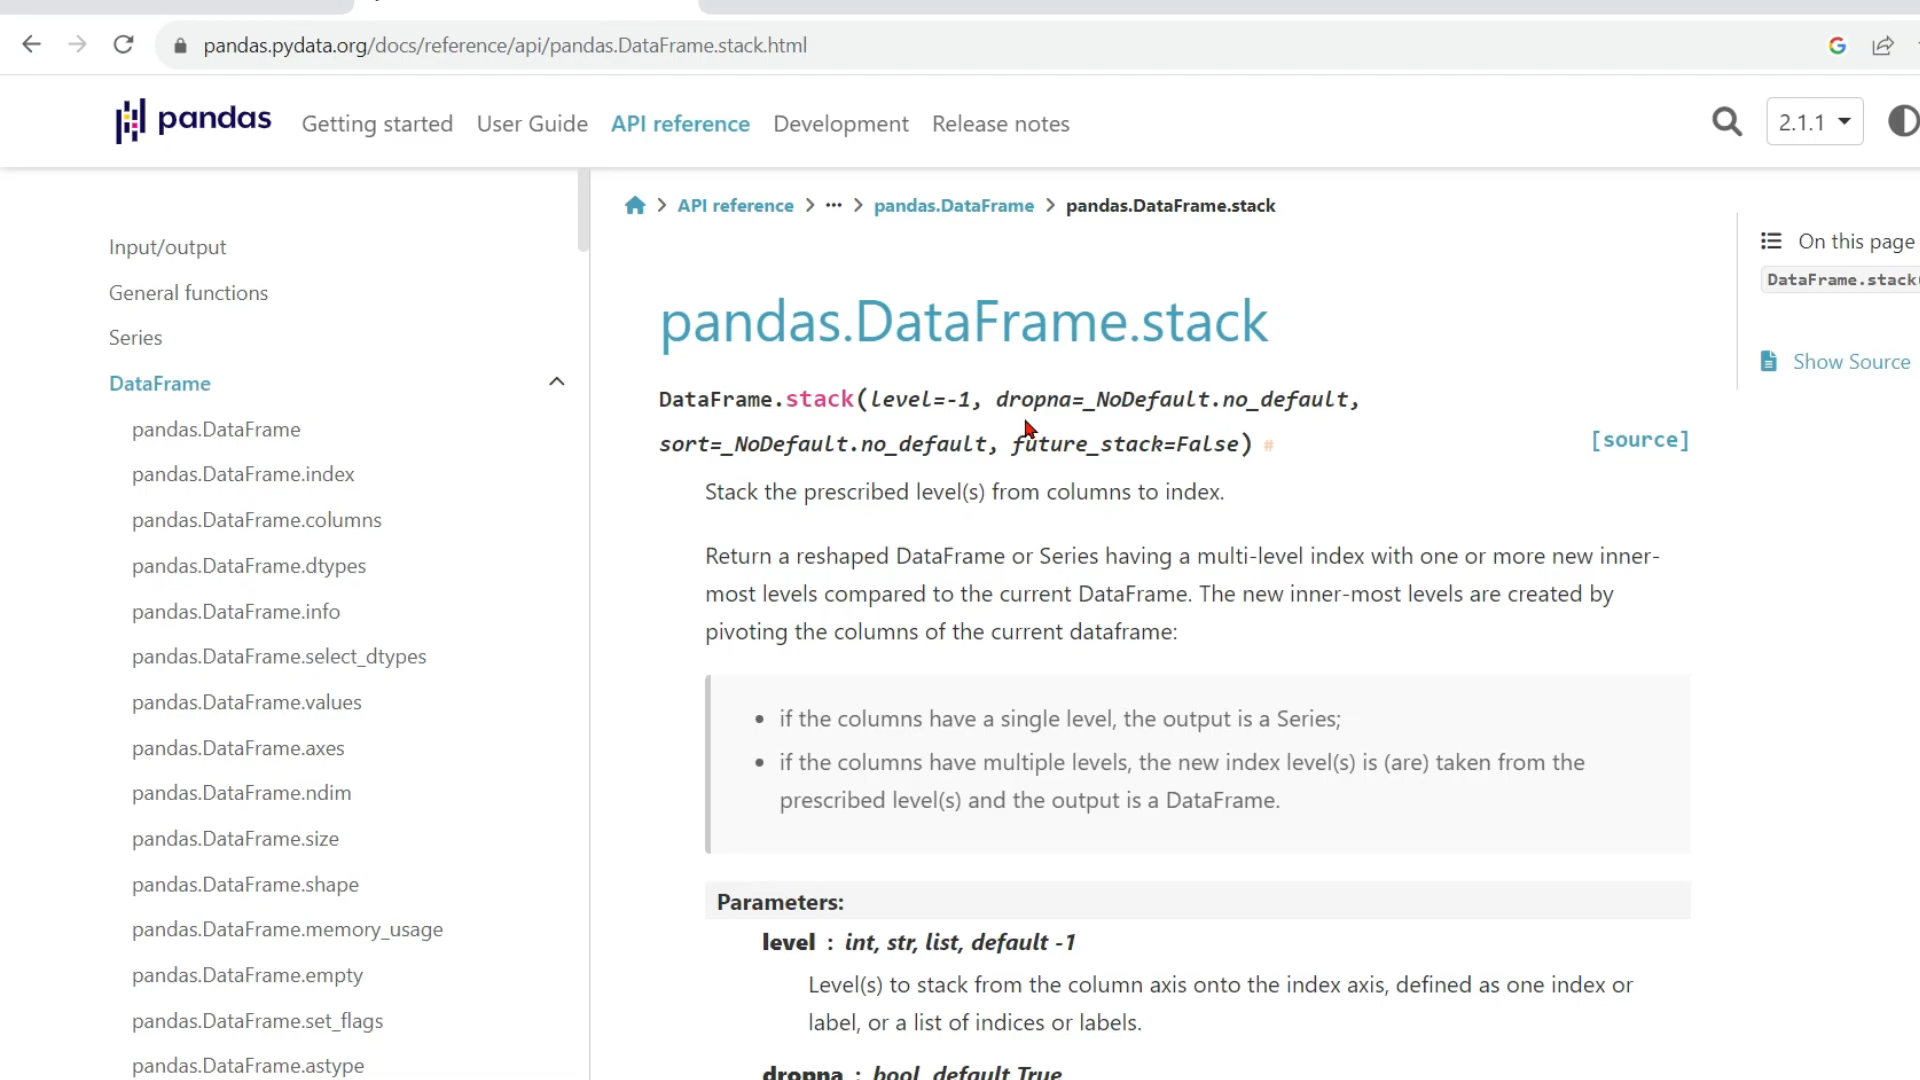 pandas.pydata.org/docs/reference/api/pandas.DataFrame.stack.html
pandas
Getting started
User Guide
API reference
Development
Release notes
2.1.1
Input/output
General functions
Series
DataFrame
pandas.DataFrame
pandas.DataFrame.index
pandas.DataFrame.columns
pandas.DataFrame.dtypes
pandas.DataFrame.info
pandas.DataFrame.select_dtypes
pandas.DataFrame.values
pandas.DataFrame.axes
pandas.DataFrame.ndim
pandas.DataFrame.size
pandas.DataFrame.shape
pandas.DataFrame.memory_usage
pandas.DataFrame.empty
pandas.DataFrame.set_flags
pandas.DataFrame.astype
API reference > ... > pandas.DataFrame > pandas.DataFrame.stack
pandas.DataFrame.stack
DataFrame.stack(level=-1, dropna=_NoDefault.no_default,
sort=_NoDefault.no_default, future_stack=False) #
[source]
Stack the prescribed level(s) from columns to index.
Return a reshaped DataFrame or Series having a multi-level index with one or more new inner-
most levels compared to the current DataFrame. The new inner-most levels are created by
pivoting the columns of the current dataframe:
• if the columns have a single level, the output is a Series;
• if the columns have multiple levels, the new index level(s) is (are) taken from the
prescribed level(s) and the output is a DataFrame.
Parameters:
level : int, str, list, default -1
Level(s) to stack from the column axis onto the index axis, defined as one index or
label, or a list of indices or labels.
dropna : bool, default True
On this page
DataFrame.stack(
Show Source